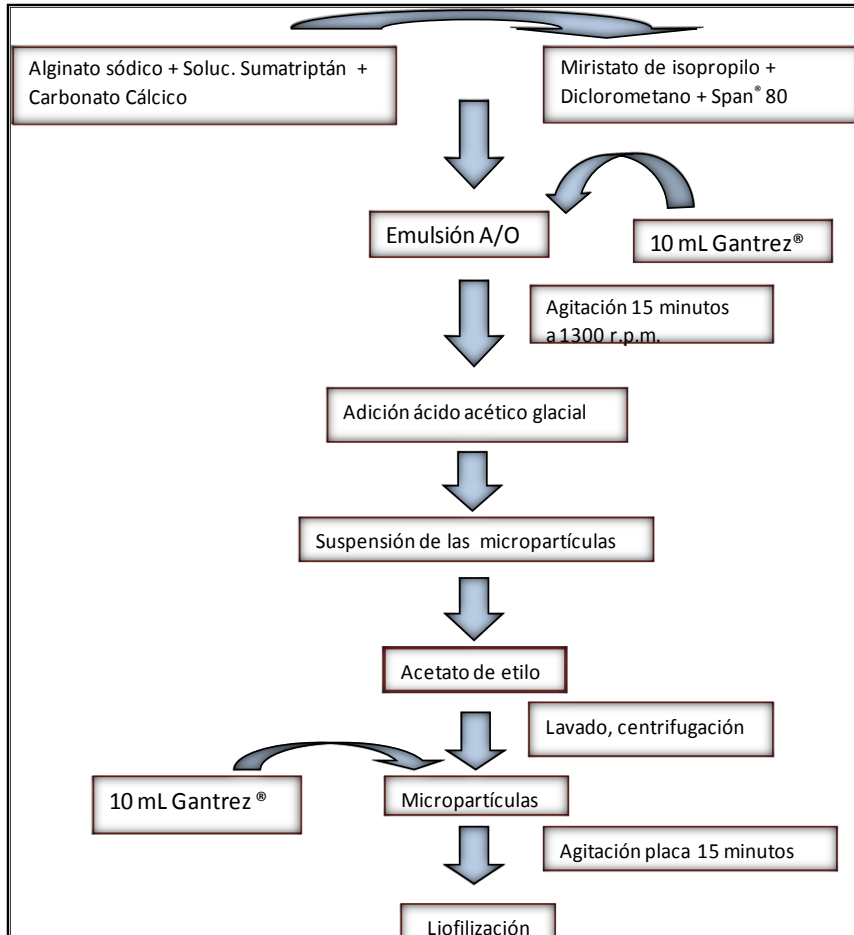 Alginato sódico + Soluc. Sumatriptán +
Carbonato Cálcico
Miristato de isopropilo +
Diclorometano + Span® 80
Emulsión A/O
10 mL Gantrez®
Agitación 15 minutos
a 1300 r.p.m.
Adición ácido acético glacial
Suspensión de las micropartículas
Acetato de etilo
Lavado, centrifugación
10 mL Gantrez ®
Micropartículas
Agitación placa 15 minutos
Liofilización